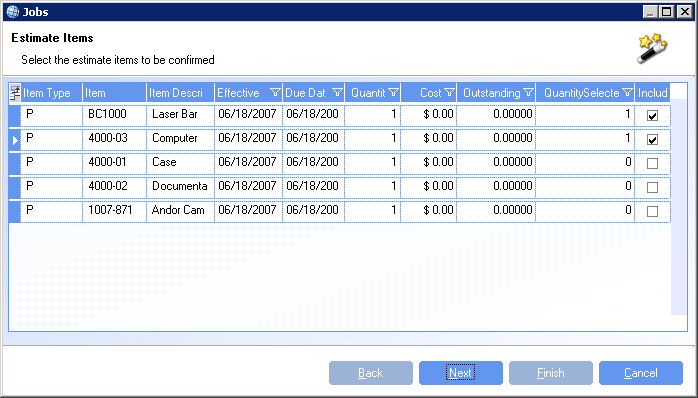 Jobs
Estimate Items
Select the estimate items to be confirmed
Item Type Item Item Descri Effective Due Dat Quantit Cost Outstanding QuantitySelecte Includ
P BC1000 Laser Bar 06/18/2007 06/18/200 1 $ 0.00 0.00000 1
P 4000-03 Computer 06/18/2007 06/18/200 1 $ 0.00 0.00000 1
P 4000-01 Case 06/18/2007 06/18/200 1 $ 0.00 0.00000 0
P 4000-02 Documenta 06/18/2007 06/18/200 1 $ 0.00 0.00000 0
P 1007-871 Andor Cam 06/18/2007 06/18/200 1 $ 0.00 0.00000 0
Back Next Finish Cancel